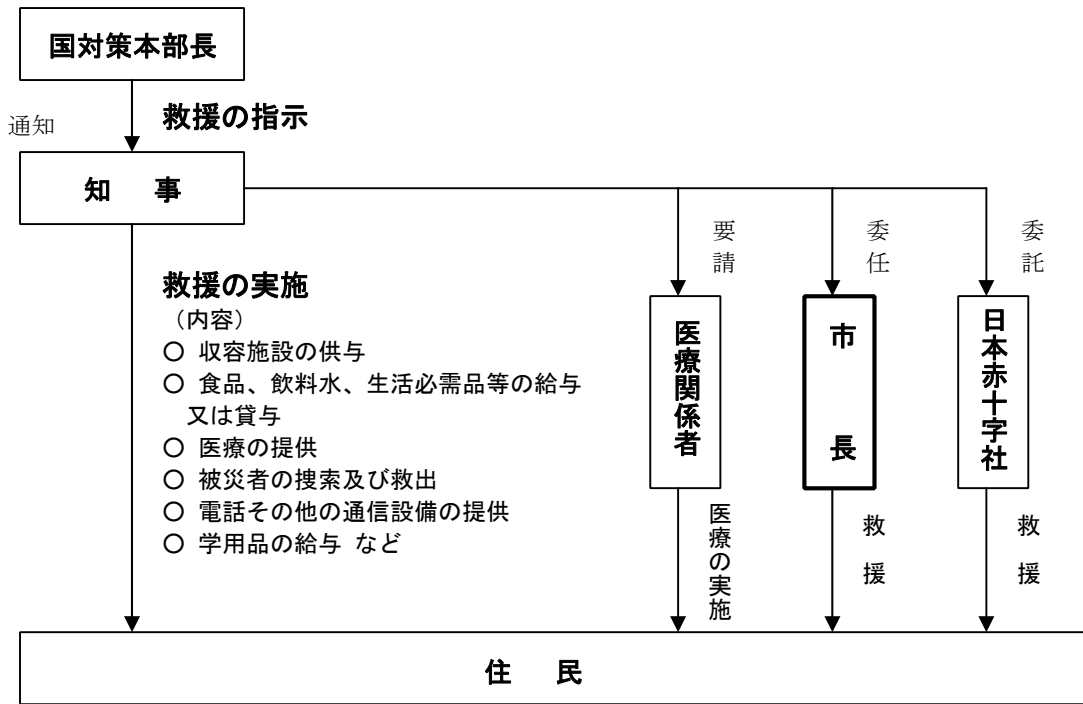 国対策本部長
通知
救援の指示
知 事
要請
委任
委託
救援の実施
（内容）
○ 収容施設の供与
○ 食品、飲料水、生活必需品等の給与
又は貸与
○ 医療の提供
○ 被災者の捜索及び救出
○ 電話その他の通信設備の提供
○ 学用品の給与 など
医療関係者
市 長
日本赤十字社
医療の実施
救援
救援
住 民